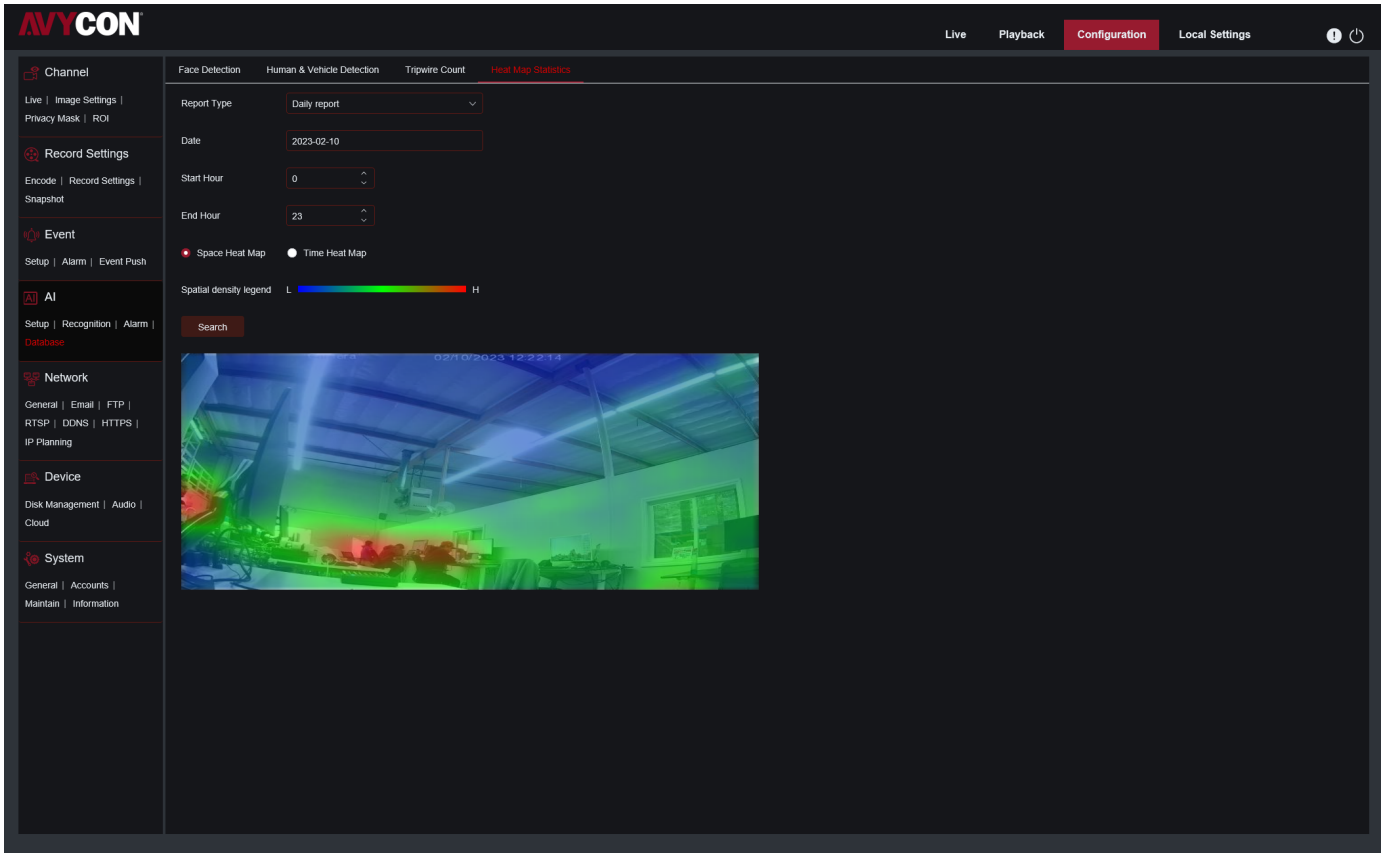 AVYCON
Live Playback Configuration Local Settings
Channel
Live | Image Settings |
Privacy Mask | ROI
Record Settings
Encode | Record Settings |
Snapshot
Event
Setup | Alarm | Event Push
AI AI
Setup | Recognition | Alarm |
Database
Network
General | Email | FTP |
RTSP | DDNS | HTTPS |
IP Planning
Device
Disk Management | Audio |
Cloud
System
General | Accounts |
Maintain | Information
Face Detection Human & Vehicle Detection Tripwire Count Heat Map Statistics
Report Type Daily report
Date 2023-02-10
Start Hour 0
End Hour 23
Space Heat Map Time Heat Map
Spatial density legend L H
Search
02/10/2023 12:22:14